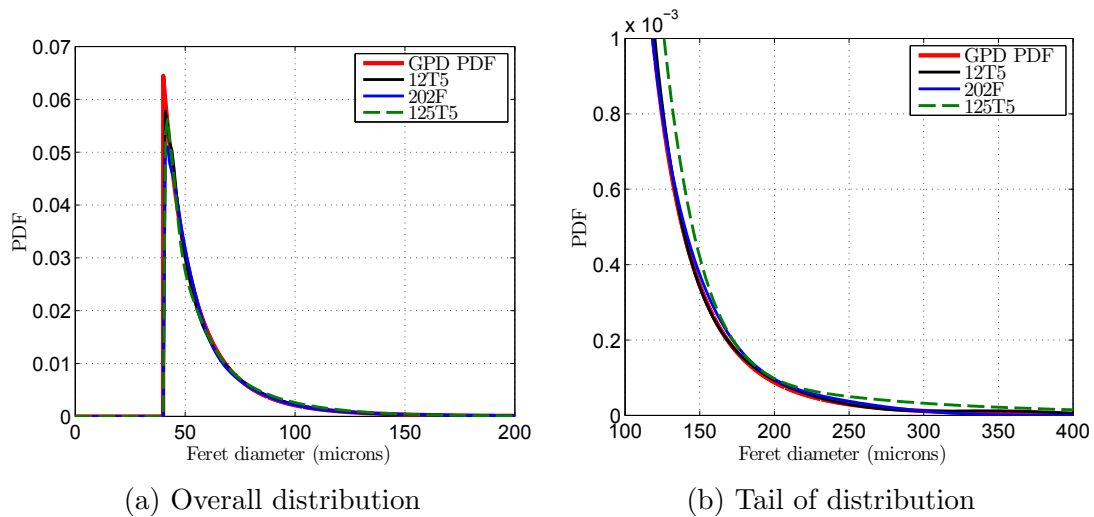 0.07
0.06
0.05
0.04
0.03
0.02
0.01
0
PDF
GPD PDF
12T5
202F
125T5
0 50 100 150 200
Feret diameter (microns)
(a) Overall distribution
1 x 10⁻³
0.8
0.6
0.4
0.2
0
PDF
GPD PDF
12T5
202F
125T5
100 150 200 250 300 350 400
Feret diameter (microns)
(b) Tail of distribution